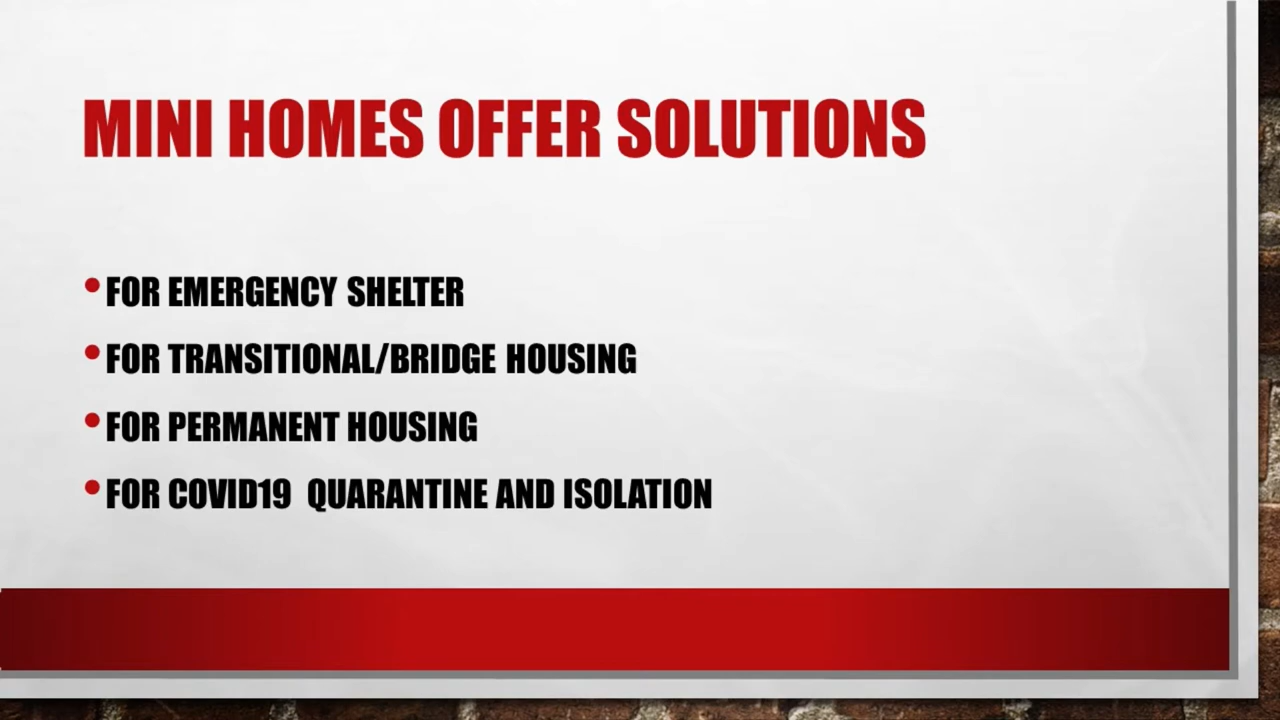 MINI HOMES OFFER SOLUTIONS
•FOR EMERGENCY SHELTER
•FOR TRANSITIONAL/BRIDGE HOUSING
•FOR PERMANENT HOUSING
•FOR COVID19  QUARANTINE AND ISOLATION